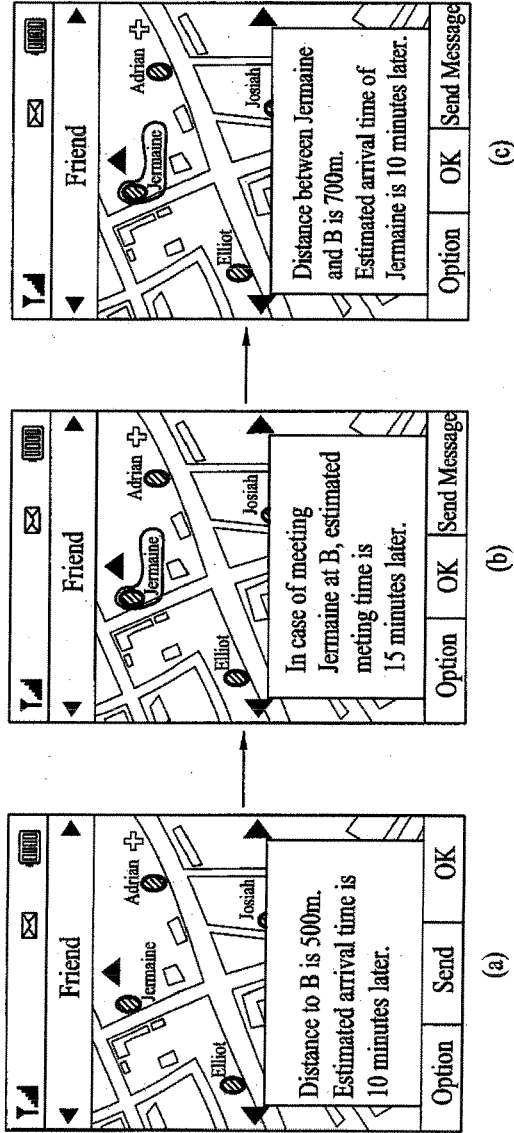 Friend
Adrian
Jermaine
Elliot
Josiah
Distance to B is 500m.
Estimated arrival time is
10 minutes later.
Option Send OK
(a)
Friend
Adrian
Jermaine
Elliot
Josiah
In case of meeting
Jermaine at B, estimated
meting time is
15 minutes later.
Option OK Send Message
(b)
Friend
Adrian
Jermaine
Elliot
Josiah
Distance between Jermaine
and B is 700m.
Estimated arrival time of
Jermaine is 10 minutes later.
Option OK Send Message
(c)